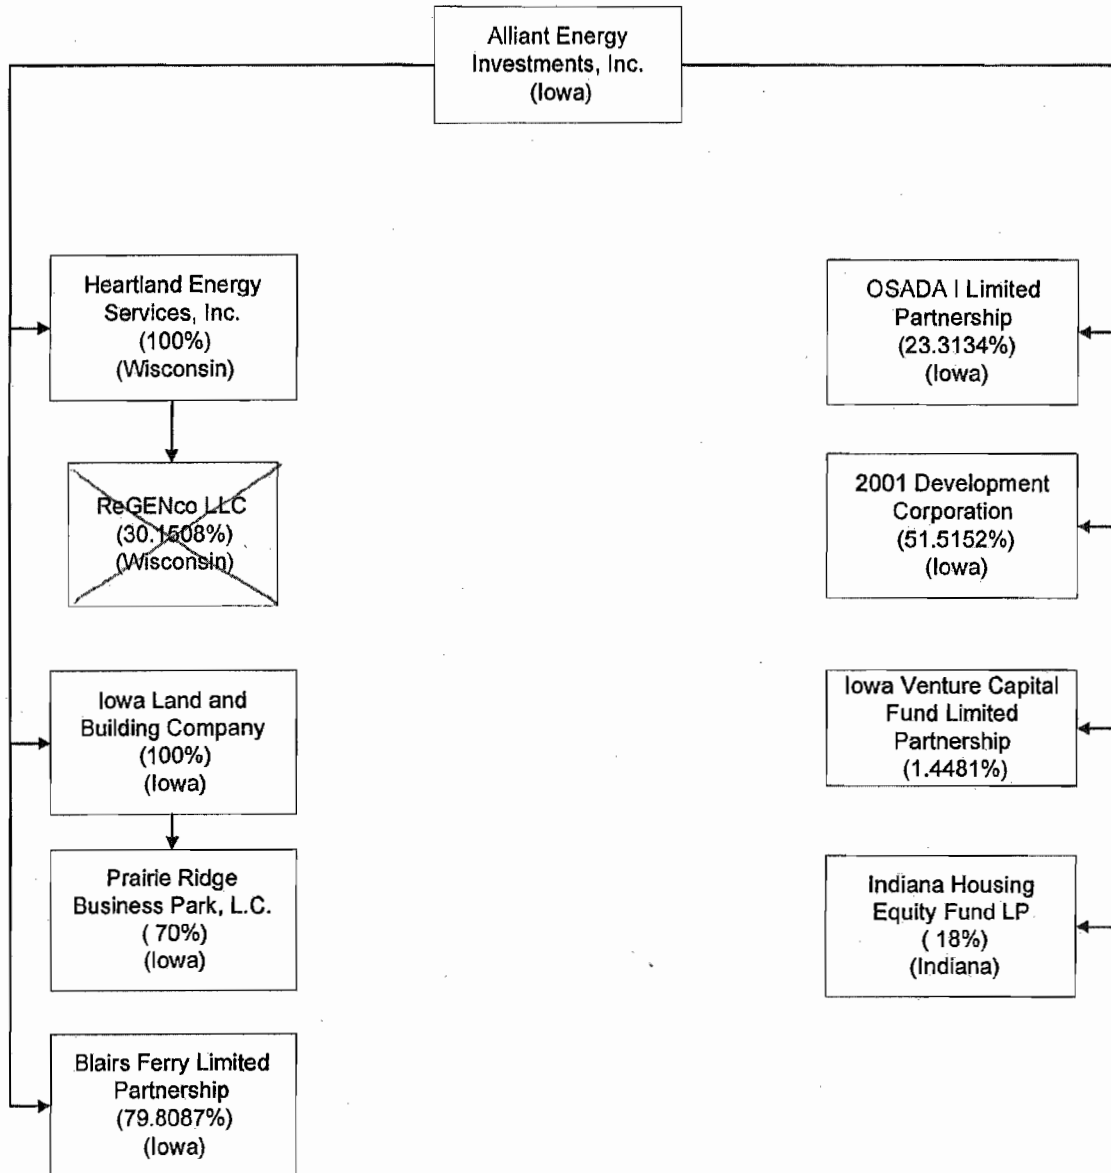 Alliant Energy
Investments, Inc.
(Iowa)
Heartland Energy
Services, Inc.
(100%)
(Wisconsin)
ReGENco LLC
(30.1508%)
(Wisconsin)
Iowa Land and
Building Company
(100%)
(Iowa)
Prairie Ridge
Business Park, L.C.
( 70%)
(Iowa)
Blairs Ferry Limited
Partnership
(79.8087%)
(Iowa)
OSADA I Limited
Partnership
(23.3134%)
(Iowa)
2001 Development
Corporation
(51.5152%)
(Iowa)
Iowa Venture Capital
Fund Limited
Partnership
(1.4481%)
Indiana Housing
Equity Fund LP
( 18%)
(Indiana)